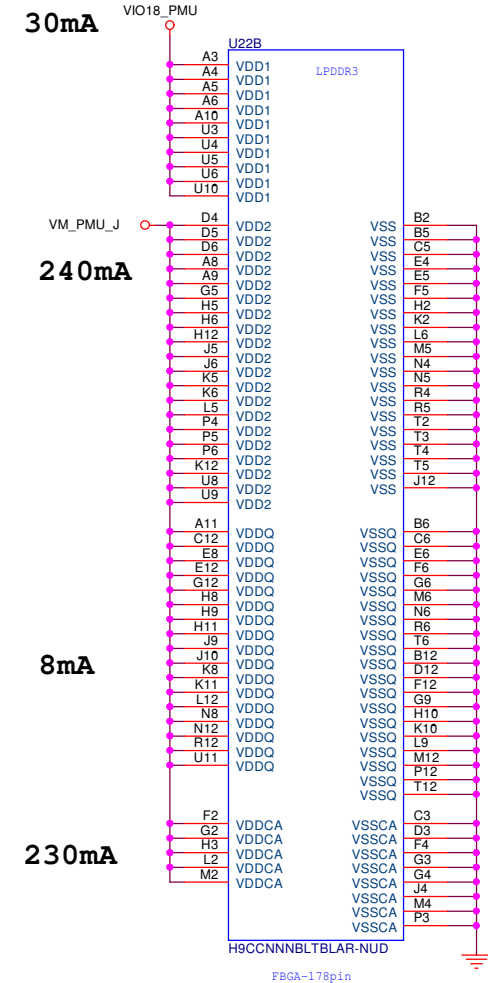 30mA
VIO18_PMU
U22B
LPDDR3
A3 VDD1
A4 VDD1
A5 VDD1
A6 VDD1
A10 VDD1
U3 VDD1
U4 VDD1
U5 VDD1
U6 VDD1
U10 VDD1
VM_PMU_J
240mA
D4 VDD2 VSS B2
D5 VDD2 VSS B5
D6 VDD2 VSS C5
A8 VDD2 VSS E4
A9 VDD2 VSS E5
G5 VDD2 VSS F5
H5 VDD2 VSS H2
H6 VDD2 VSS K2
H12 VDD2 VSS L6
J5 VDD2 VSS M5
J6 VDD2 VSS N4
K5 VDD2 VSS N5
K6 VDD2 VSS R4
L5 VDD2 VSS R5
P4 VDD2 VSS T2
P5 VDD2 VSS T3
P6 VDD2 VSS T4
K12 VDD2 VSS T5
U8 VDD2 VSS J12
U9 VDD2
8mA
A11 VDDQ VSSQ B6
C12 VDDQ VSSQ C6
E8 VDDQ VSSQ E6
E12 VDDQ VSSQ F6
G12 VDDQ VSSQ G6
H8 VDDQ VSSQ M6
H9 VDDQ VSSQ N6
H11 VDDQ VSSQ R6
J9 VDDQ VSSQ T6
J10 VDDQ VSSQ B12
K8 VDDQ VSSQ D12
K11 VDDQ VSSQ F12
L12 VDDQ VSSQ G9
N8 VDDQ VSSQ H10
N12 VDDQ VSSQ K10
R12 VDDQ VSSQ L9
U11 VDDQ VSSQ M12
VSSQ P12
VSSQ T12
230mA
F2 VDDCA VSSCA C3
G2 VDDCA VSSCA D3
H3 VDDCA VSSCA F4
L2 VDDCA VSSCA G3
M2 VDDCA VSSCA G4
VSSCA J4
VSSCA M4
VSSCA P3
H9CCNNNBLTBLAR-NUD
FBGA-178pin